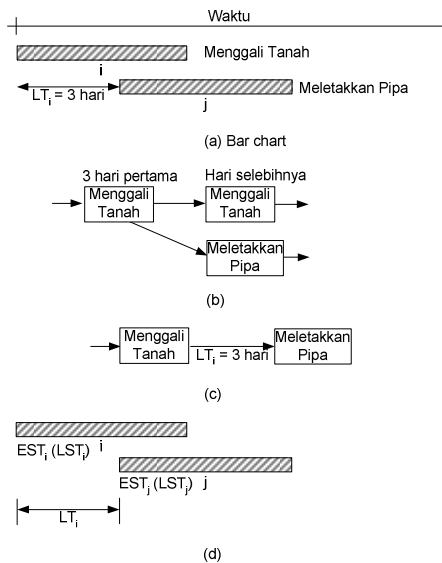 Waktu
Menggali Tanah
i
LTi = 3 hari
Meletakkan Pipa
j
(a) Bar chart
3 hari pertama
Hari selebihnya
Menggali
Tanah
Menggali
Tanah
Meletakkan
Pipa
(b)
Menggali
Tanah
LTi = 3 hari
Meletakkan
Pipa
(c)
ESTi (LSTi) i
ESTj (LSTj) j
LTi
(d)